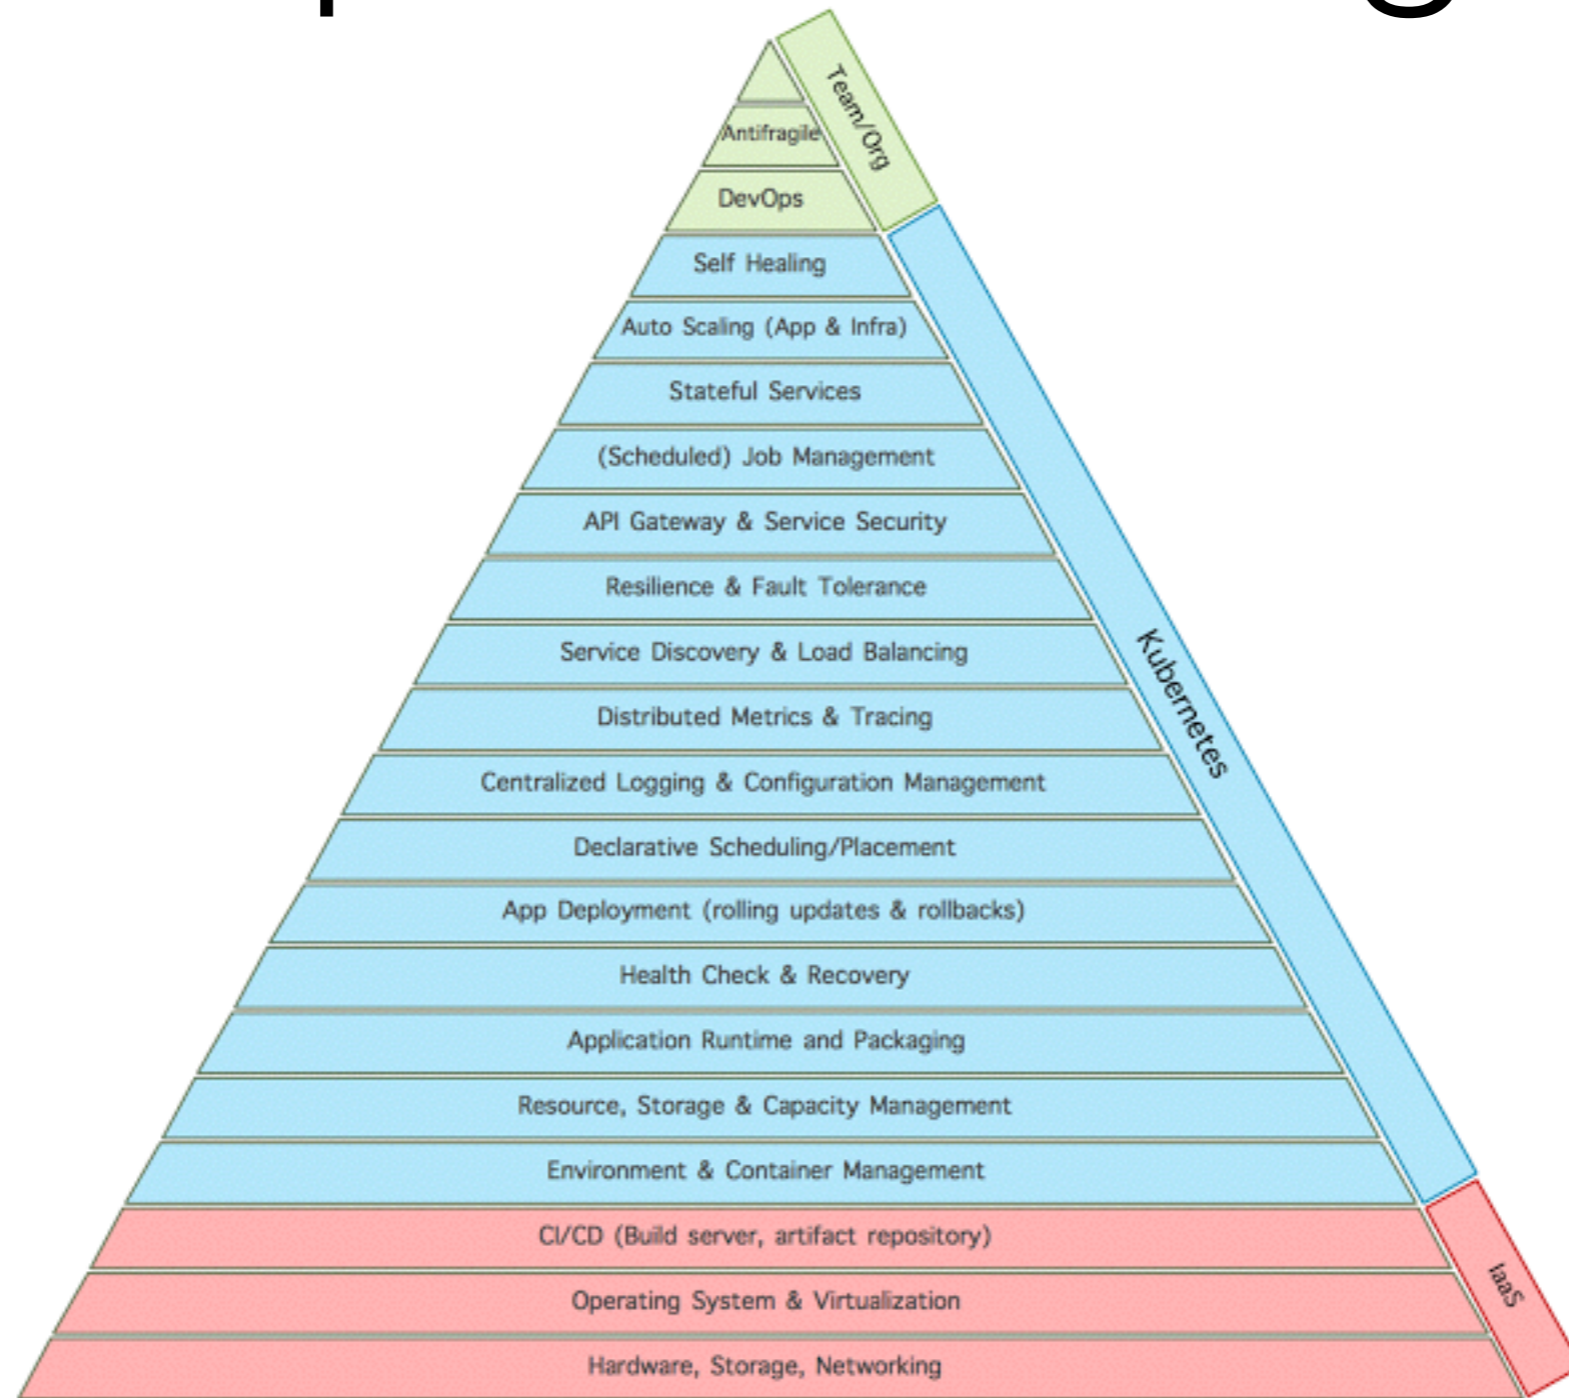 Team/Org
Antifragile
DevOps
Self Healing
Auto Scaling (App & Infra)
Stateful Services
(Scheduled) Job Management
API Gateway & Service Security
Resilience & Fault Tolerance
Service Discovery & Load Balancing
Kubernetes
Distributed Metrics & Tracing
Centralized Logging & Configuration Management
Declarative Scheduling/Placement
App Deployment (rolling updates & rollbacks)
Health Check & Recovery
Application Runtime and Packaging
Resource, Storage & Capacity Management
Environment & Container Management
CI/CD (Build server, artifact repository)
IaaS
Operating System & Virtualization
Hardware, Storage, Networking